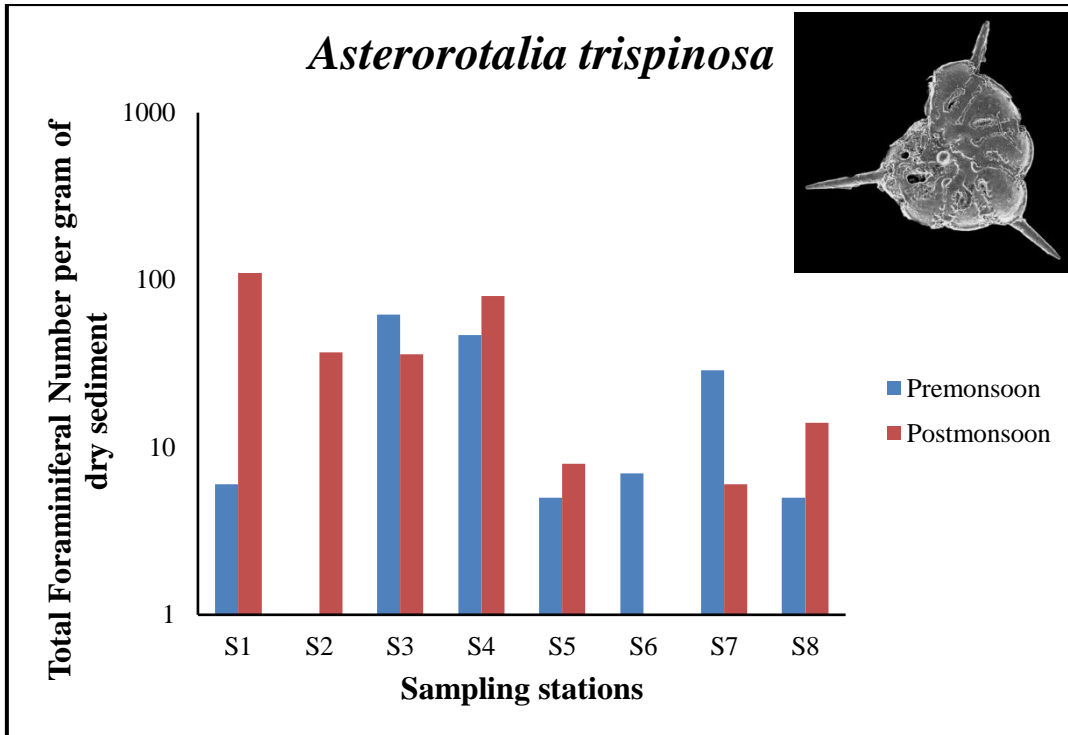 Asterorotalia trispinosa
Total Foraminiferal Number per gram of
dry sediment
1000
100
10
1
S1 S2 S3 S4 S5 S6 S7 S8
Sampling stations
Premonsoon
Postmonsoon